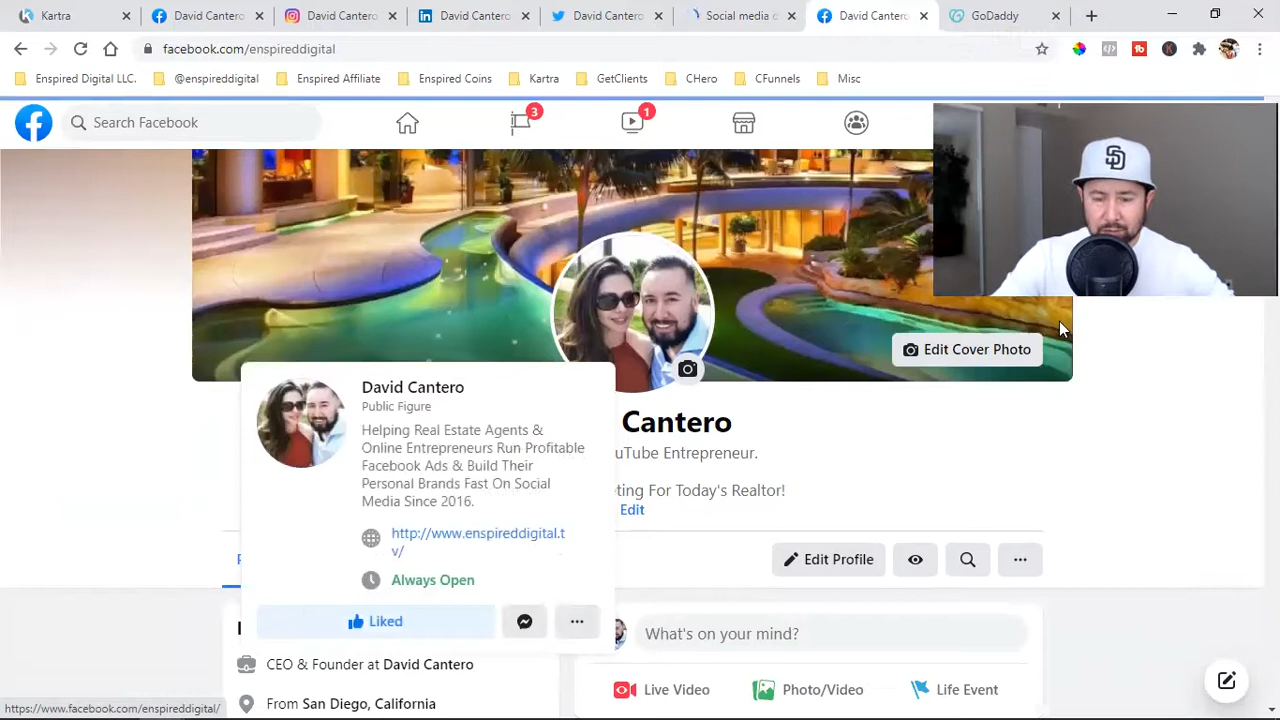 Kartra
David Cantero
David Cantero
David Cantero
David Cantero
Social media
David Cantero
GoDaddy
facebook.com/enspireddigital
Enspired Digital LLC.
@enspireddigital
Enspired Affiliate
Enspired Coins
Kartra
GetClients
CHero
CFunnels
Misc
Search Facebook
3
1
SD
Edit Cover Photo
David Cantero
Public Figure
Helping Real Estate Agents &
Online Entrepreneurs Run Profitable
Facebook Ads & Build Their
Personal Brands Fast On Social
Media Since 2016.
http://www.enspireddigital.t
v/
Always Open
Liked
Cantero
uTube Entrepreneur.
eting For Today's Realtor!
Edit
Edit Profile
CEO & Founder at David Cantero
From San Diego, California
What's on your mind?
Live Video
Photo/Video
Life Event
https://www.facebook.com/enspireddigital/